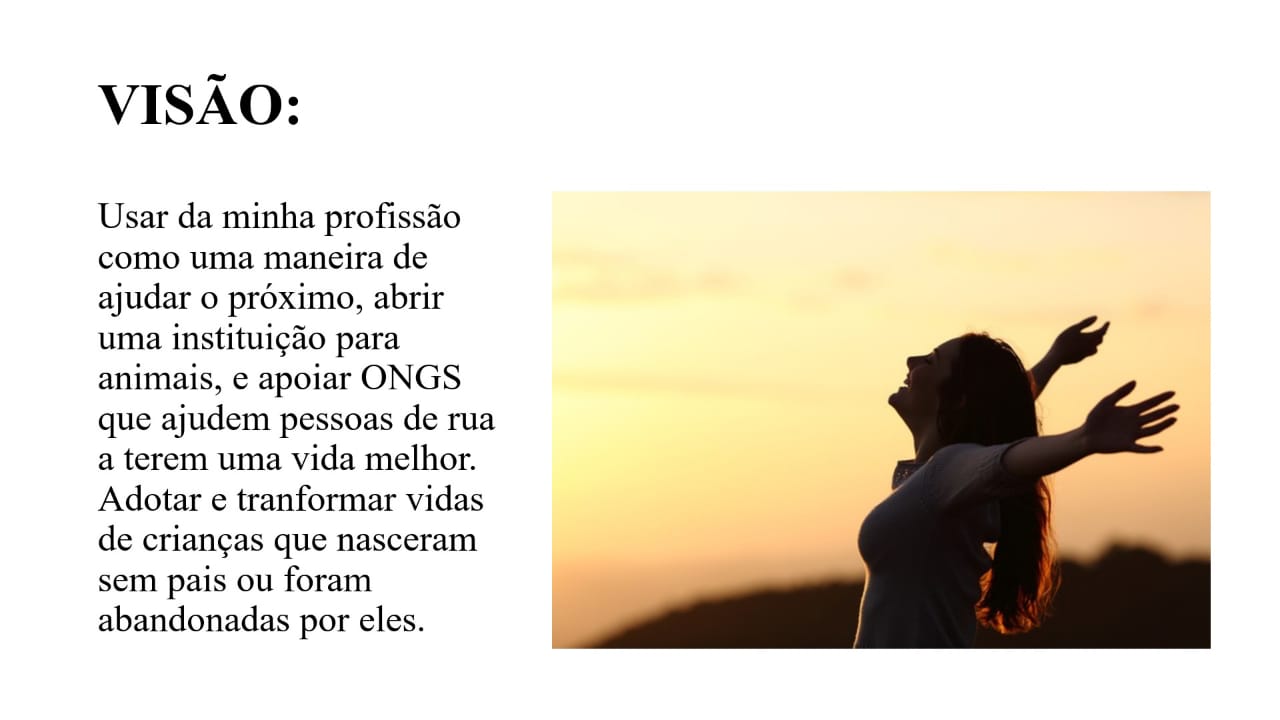 VISÃO:
Usar da minha profissão
como uma maneira de
ajudar o próximo, abrir
uma instituição para
animais, e apoiar ONGS
que ajudem pessoas de rua
a terem uma vida melhor.
Adotar e tranformar vidas
de crianças que nasceram
sem pais ou foram
abandonadas por eles.